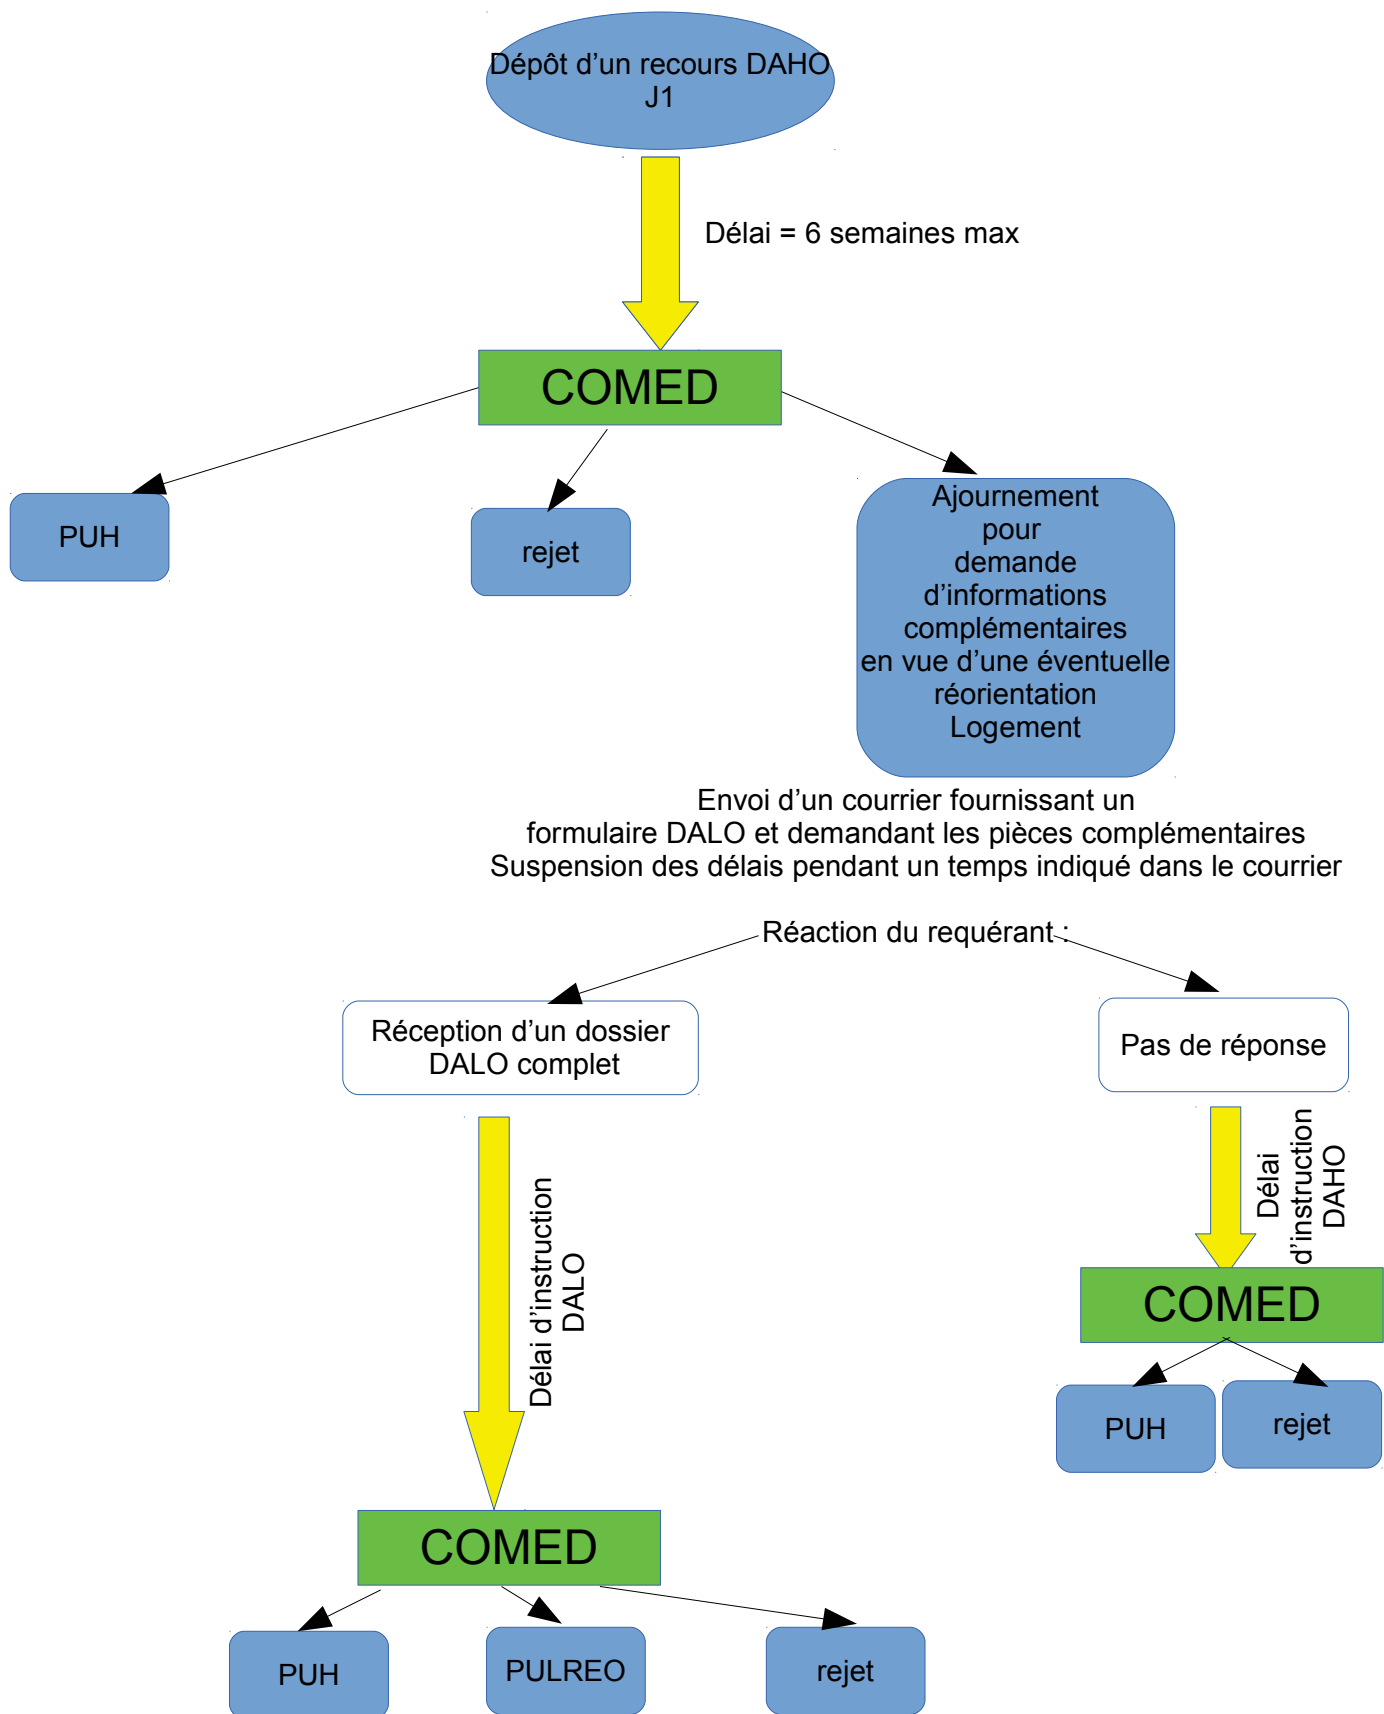 Dépôt d'un recours DAHO
J1
Délai = 6 semaines max
COMED
PUH
rejet
Ajournement
pour
demande
d'informations
complémentaires
en vue d'une éventuelle
réorientation
Logement
Envoi d'un courrier fournissant un
formulaire DALO et demandant les pièces complémentaires
Suspension des délais pendant un temps indiqué dans le courrier
Réaction du requérant :
Réception d'un dossier
DALO complet
Pas de réponse
Délai d'instruction
DALO
Délai
d'instruction
DAHO
COMED
PUH
rejet
COMED
PUH
PULREO
rejet